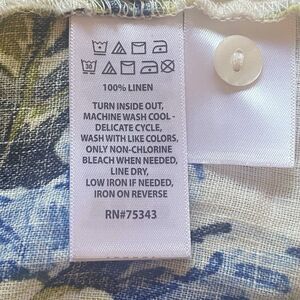 100% LINEN
TURN INSIDE OUT,
MACHINE WASH COOL -
DELICATE CYCLE,
WASH WITH LIKE COLORS,
ONLY NON-CHLORINE
BLEACH WHEN NEEDED,
LINE DRY,
LOW IRON IF NEEDED,
IRON ON REVERSE
RN#75343